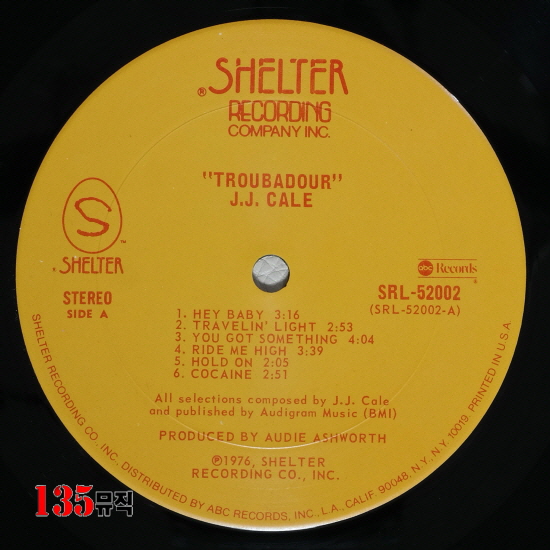 ® SHELTER
RECORDING
COMPANY INC.
"TROUBADOUR"
J.J. CALE
S
™
SHELTER
STEREO
SIDE A
abc Records
SRL-52002
(SRL-52002-A)
1. HEY BABY 3:16
2. TRAVELIN' LIGHT 2:53
3. YOU GOT SOMETHING 4:04
4. RIDE ME HIGH 3:39
5. HOLD ON 2:05
6. COCAINE 2:51
All selections composed by J.J. Cale
and published by Audigram Music (BMI)
PRODUCED BY AUDIE ASHWORTH
℗1976, SHELTER
RECORDING CO., INC.
SHELTER RECORDING CO., INC. DISTRIBUTED BY ABC RECORDS, INC., L.A., CALIF. 90048, N.Y., N.Y. 10019. PRINTED IN U.S.A.
135뮤직